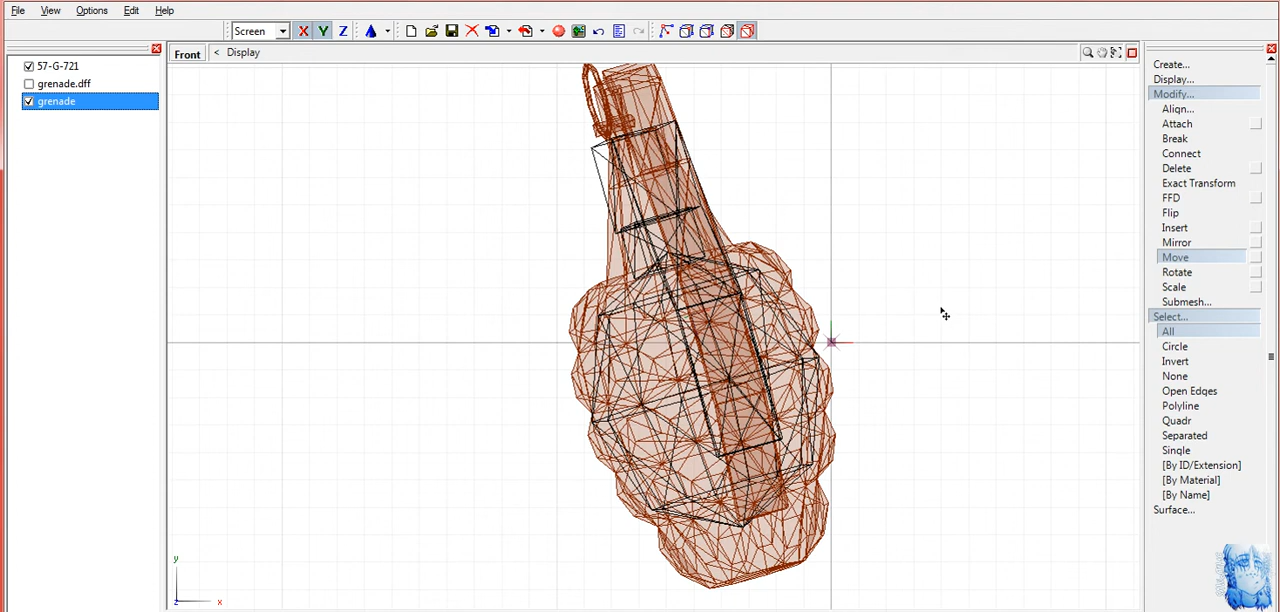 File View Options Edit Help
Screen X Y Z
57-G-721
grenade.dff
grenade
Front < Display
y
z x
Create...
Display...
Modify...
Align...
Attach
Break
Connect
Delete
Exact Transform
FFD
Flip
Insert
Mirror
Move
Rotate
Scale
Submesh...
Select...
All
Circle
Invert
None
Open Edges
Polyline
Quadr
Separated
Single
[By ID/Extension]
[By Material]
[By Name]
Surface...